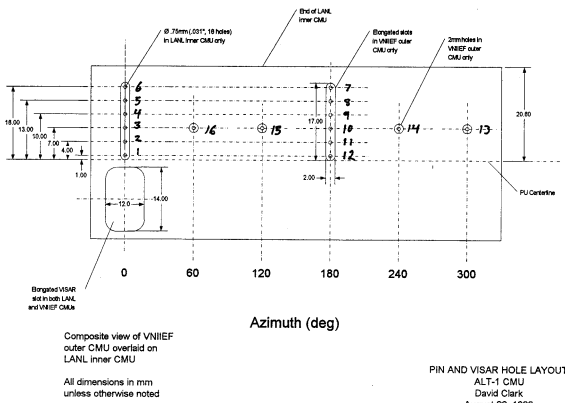 Ø .75mm (.031", 16 holes)
in LANL inner CMU only
End of LANL
inner CMU
Elongated slots
in VNIIEF outer
CMU only
2mm holes in
VNIIEF outer
CMU only
6
5
4
3
2
1
16
15
7
8
9
10
11
12
14
13
16.00
13.00
10.00
7.00
4.00
1.00
17.00
2.00
20.80
12.0
14.00
PU Centerline
0
60
120
180
240
300
Elongated VISAR
slot in both LANL
and VNIIEF CMUs
Azimuth (deg)
Composite view of VNIIEF
outer CMU overlaid on
LANL inner CMU
All dimensions in mm
unless otherwise noted
PIN AND VISAR HOLE LAYOUT
ALT-1 CMU
David Clark